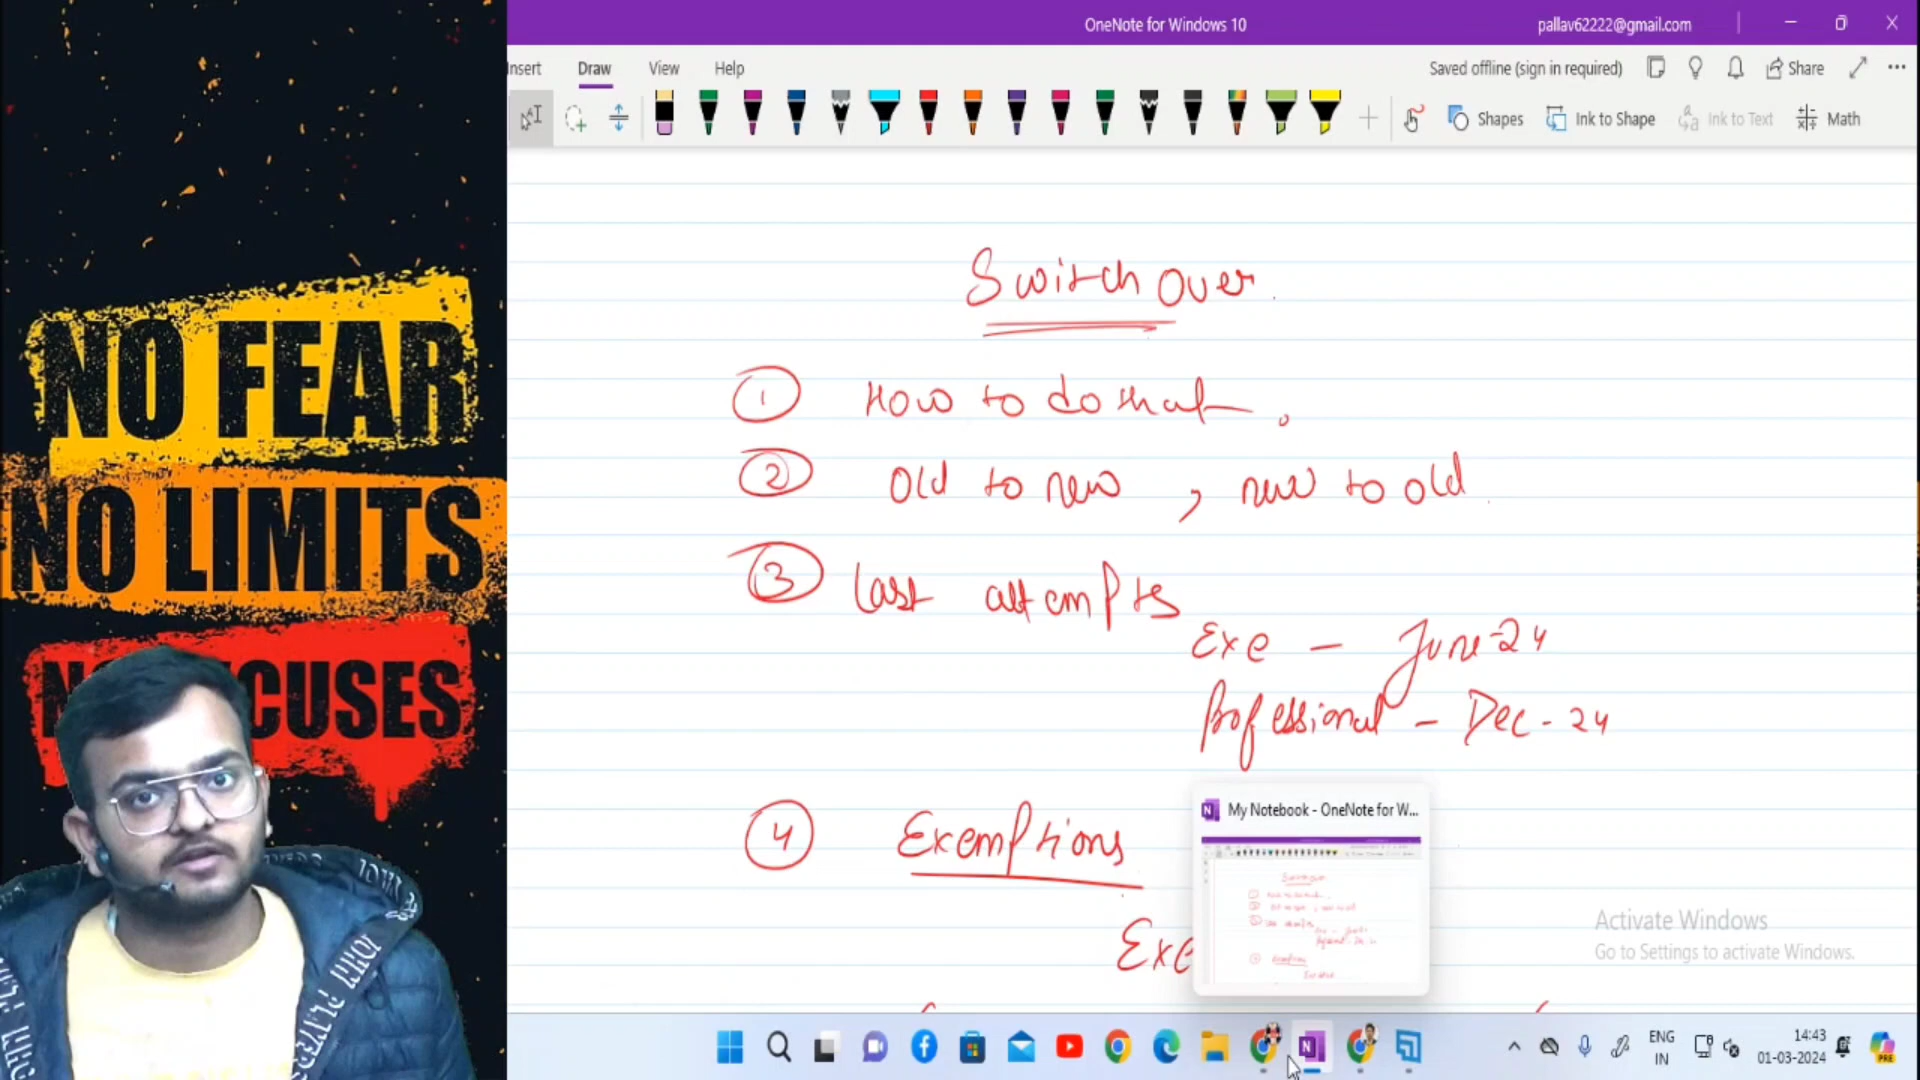 OneNote for Windows 10
pallav62222@gmail.com
Insert Draw View Help
Saved offline (sign in required) Share
Shapes Ink to Shape Ink to Text Math
NO FEAR
NO LIMITS
CUSES
Switch Over
① How to do that.
② Old to new , new to old
③ Last attempts
Exe - June-24
Professional - Dec-24
④ Exemptions
Exe
My Notebook - OneNote for W...
Activate Windows
Go to Settings to activate Windows.
ENG
IN
14:43
01-03-2024
PRE